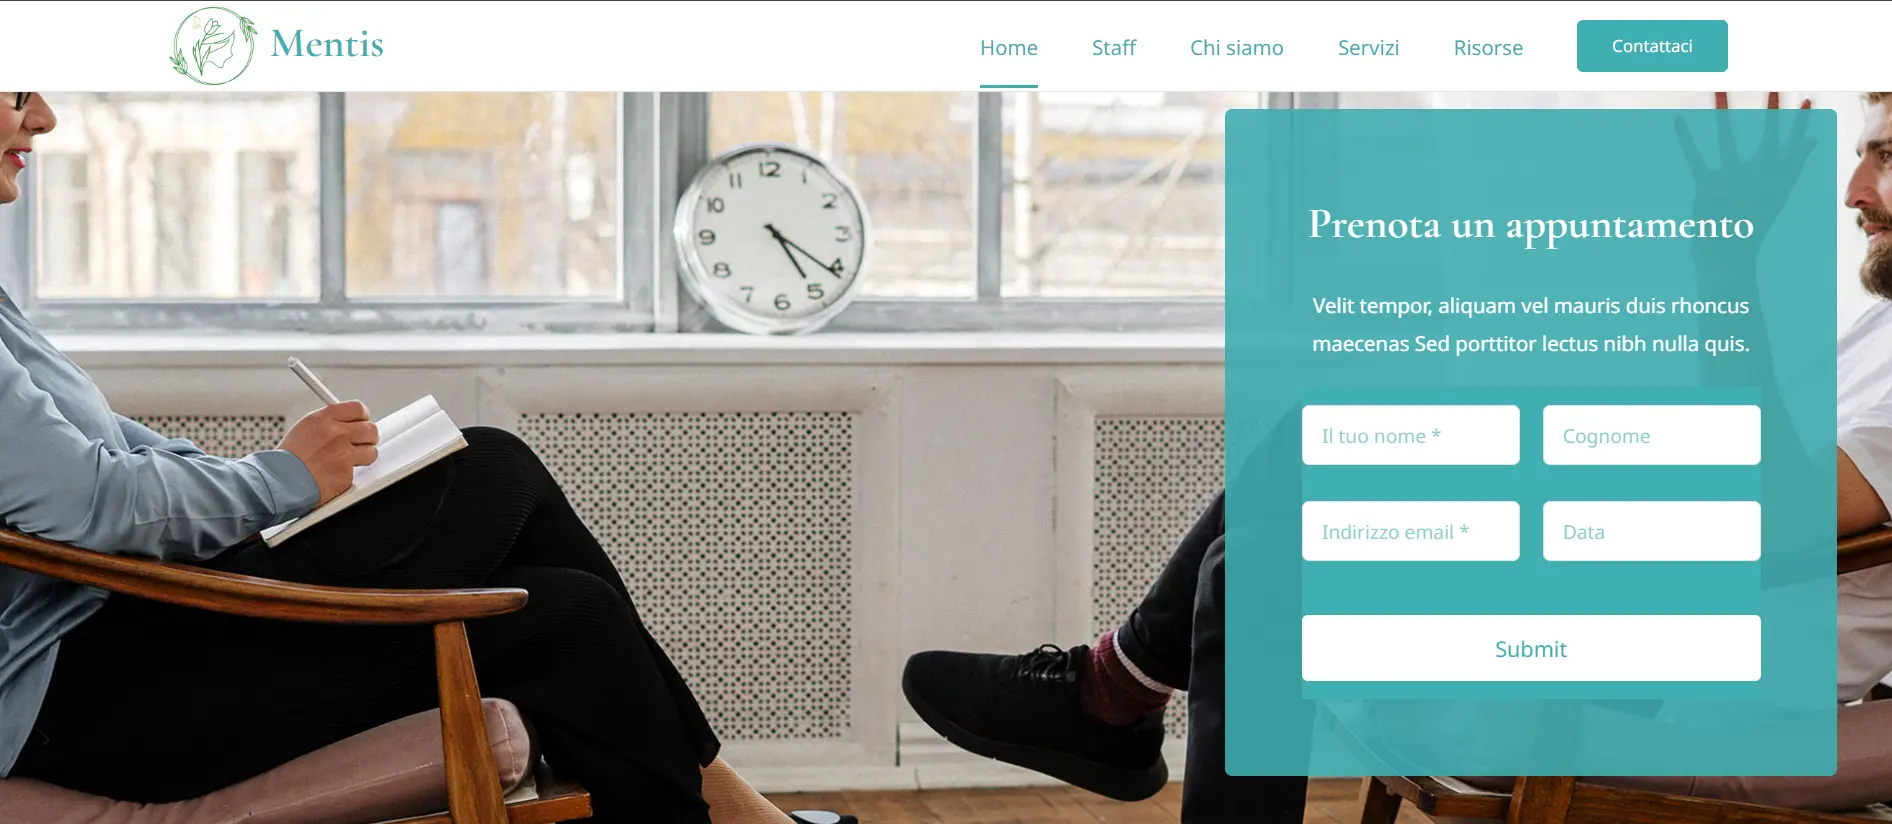 Mentis
Home
Staff
Chi siamo
Servizi
Risorse
Contattaci
12
1
2
3
4
5
6
7
8
9
10
11
Prenota un appuntamento
Velit tempor, aliquam vel mauris duis rhoncus
maecenas Sed porttitor lectus nibh nulla quis.
Il tuo nome *
Cognome
Indirizzo email *
Data
Submit